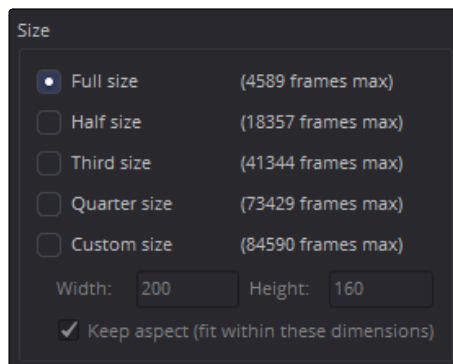 Size
Full size (4589 frames max)
Half size (18357 frames max)
Third size (41344 frames max)
Quarter size (73429 frames max)
Custom size (84590 frames max)
Width: 200 Height: 160
Keep aspect (fit within these dimensions)